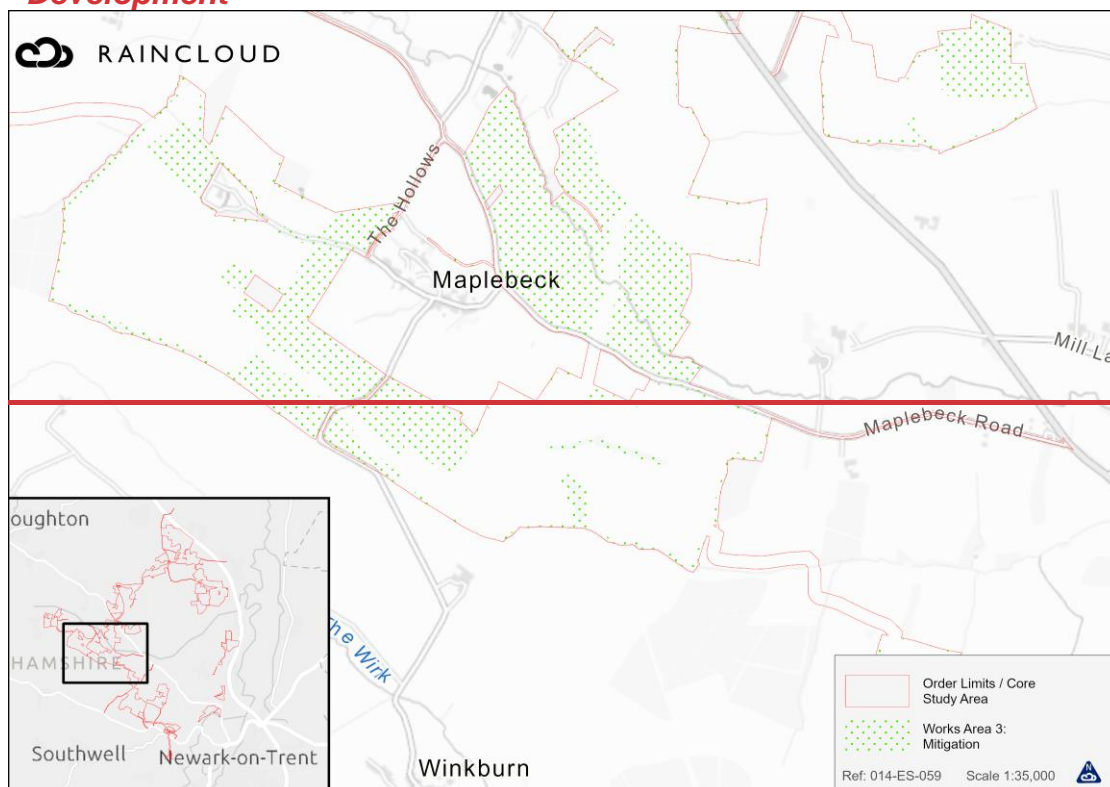 Development
RAINCLOUD
The Hollows
Maplebeck
Mill La
Maplebeck Road
oughton
HAMSHIRE
Southwell
Newark-on-Trent
he Wirk
Winkburn
Order Limits / Core
Study Area
Works Area 3:
Mitigation
Ref: 014-ES-059
Scale 1:35,000
N